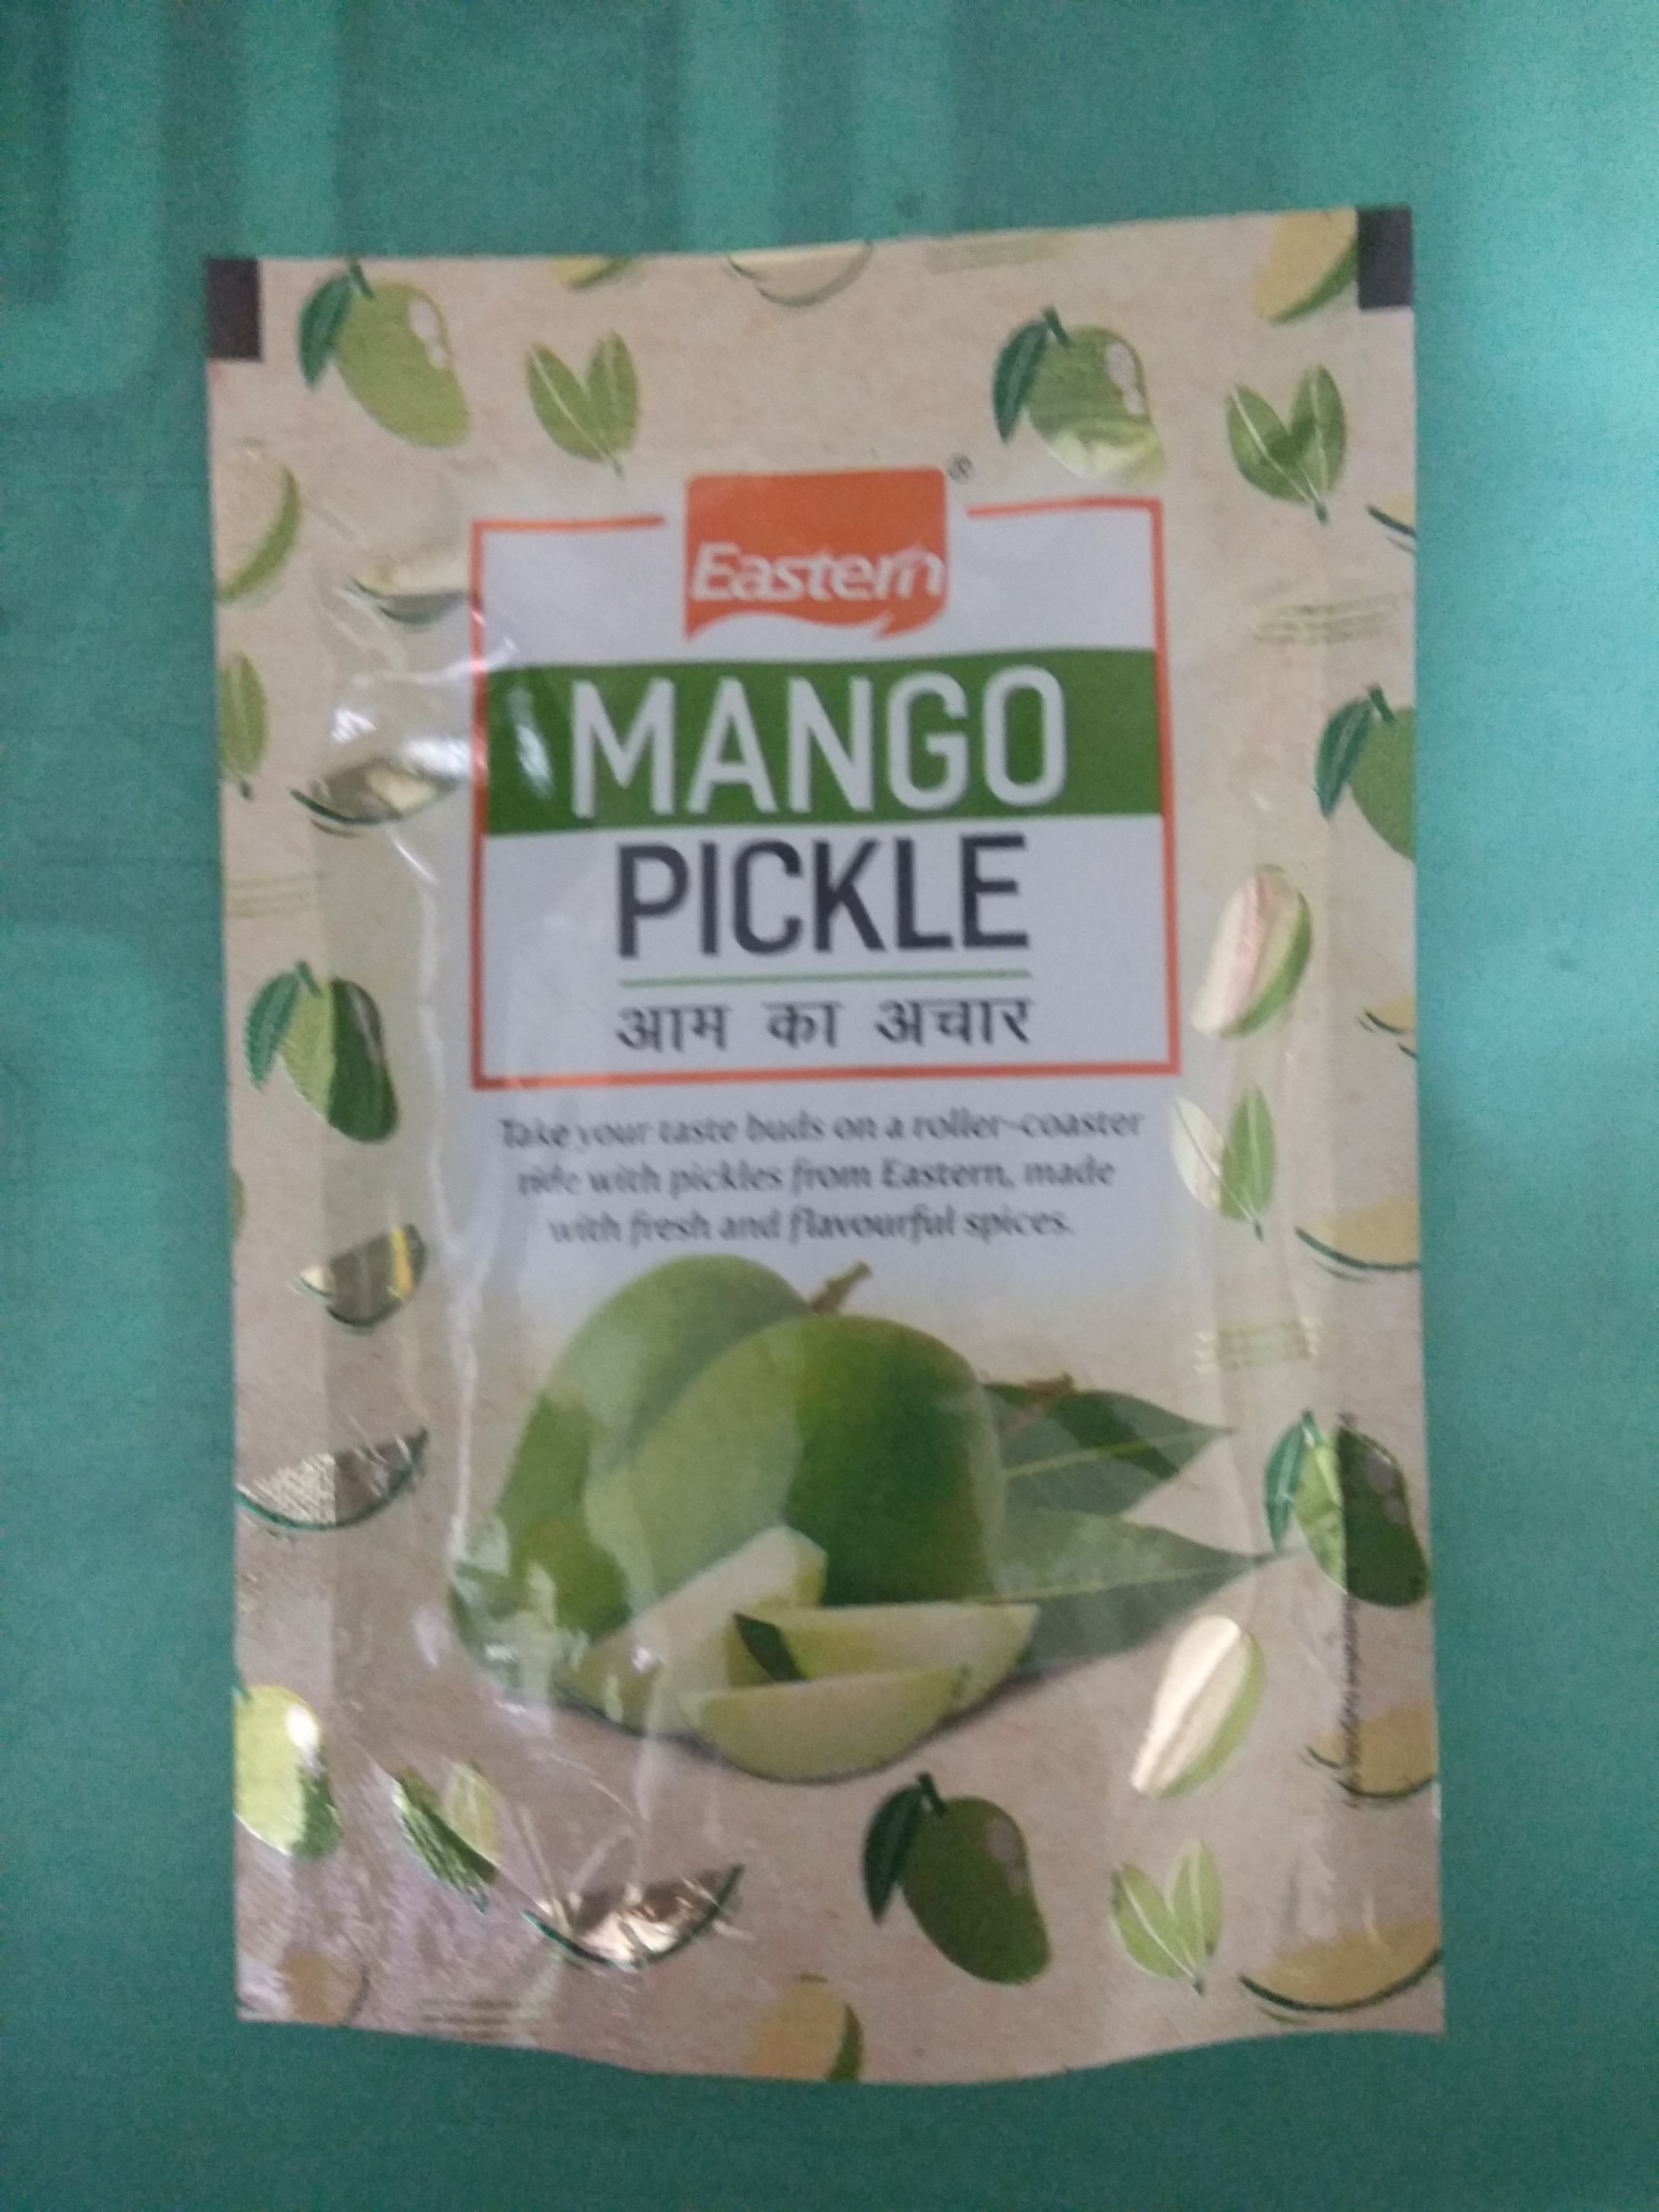 Eastern®
MANGO
PICKLE
आम का अचार
Take your taste buds on a roller-coaster
ride with pickles from Eastern, made
with fresh and flavourful spices.